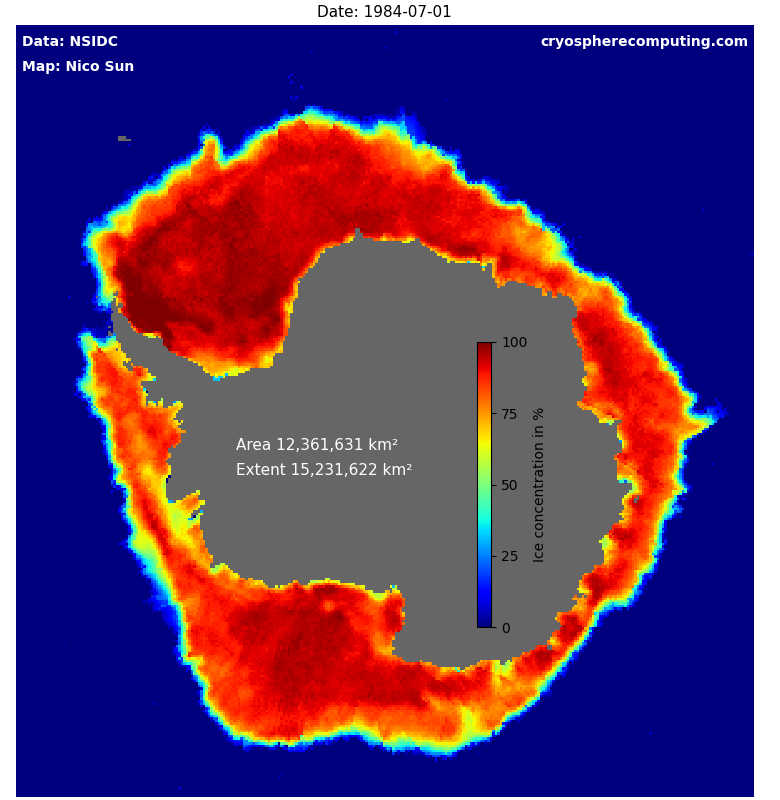 Date: 1984-07-01
Data: NSIDC
cryospherecomputing.com
Map: Nico Sun
100
75
50
25
0
Ice concentration in %
Area 12,361,631 km²
Extent 15,231,622 km²